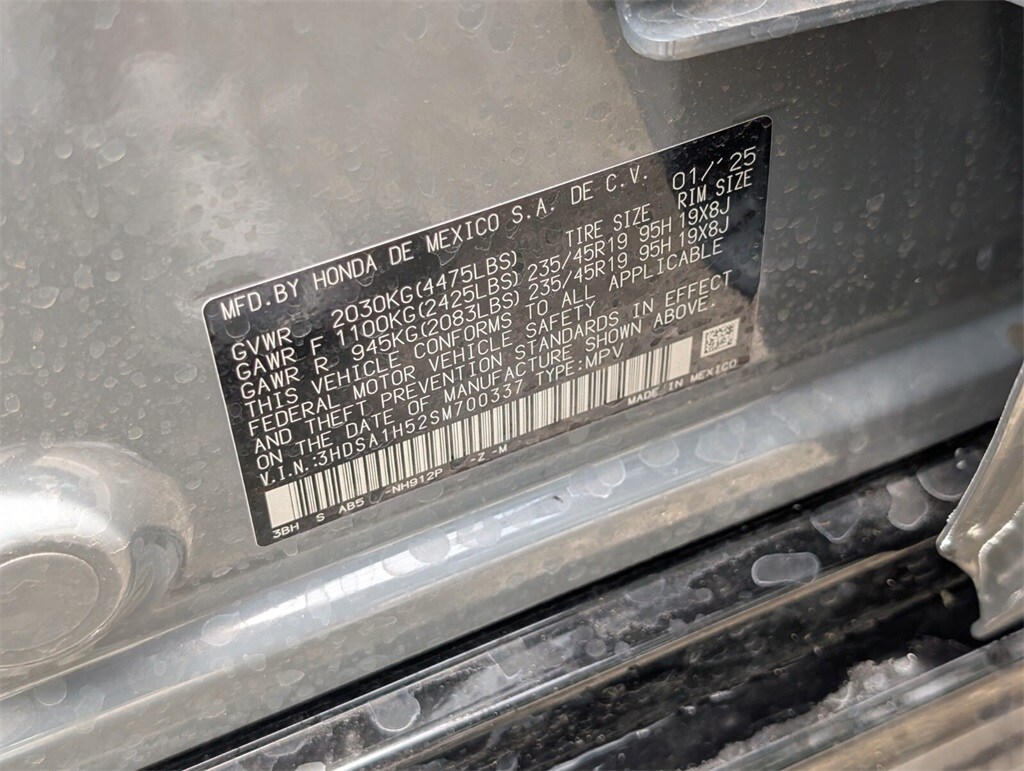 MFD.BY HONDA DE MEXICO S.A. DE C.V. 01/'25
TIRE SIZE RIM SIZE
GVWR 2030KG(4475LBS)
GAWR F 1100KG(2425LBS) 235/45R19 95H 19X8J
GAWR R 945KG(2083LBS) 235/45R19 95H 19X8J
THIS VEHICLE CONFORMS TO ALL APPLICABLE
FEDERAL MOTOR VEHICLE SAFETY
AND THEFT PREVENTION STANDARDS IN EFFECT
ON THE DATE OF MANUFACTURE SHOWN ABOVE.
V.I.N.:3HDSA1H52SM700337 TYPE:MPV
3BH S AB5 -NH912P -Z -M MADE IN MEXICO